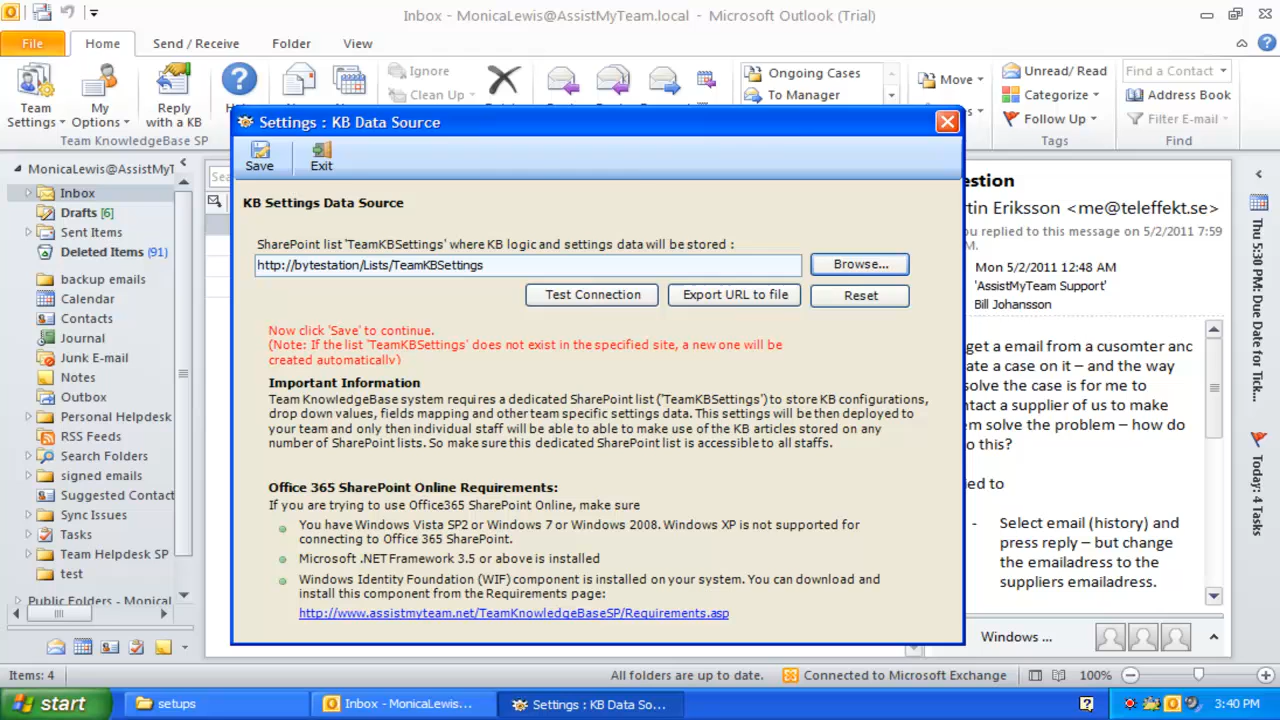 Inbox - MonicaLewis@AssistMyTeam.local - Microsoft Outlook (Trial)
File
Home
Send / Receive
Folder
View
Team
Settings
My
Options
Reply
with a KB
Team KnowledgeBase SP
Ignore
Clean Up
Ongoing Cases
To Manager
Move
Unread/ Read
Categorize
Follow Up
Tags
Find a Contact
Address Book
Filter E-mail
Find
Settings : KB Data Source
Save
Exit
KB Settings Data Source
SharePoint list 'TeamKBSettings' where KB logic and settings data will be stored :
http://bytestation/Lists/TeamKBSettings
Browse...
Test Connection
Export URL to file
Reset
Now click 'Save' to continue.
(Note: If the list 'TeamKBSettings' does not exist in the specified site, a new one will be
created automatically)
Important Information
Team KnowledgeBase system requires a dedicated SharePoint list ('TeamKBSettings') to store KB configurations,
drop down values, fields mapping and other team specific settings data. This settings will be then deployed to
your team and only then individual staff will be able to able to make use of the KB articles stored on any
number of SharePoint lists. So make sure this dedicated SharePoint list is accessible to all staffs.
Office 365 SharePoint Online Requirements:
If you are trying to use Office365 SharePoint Online, make sure
You have Windows Vista SP2 or Windows 7 or Windows 2008. Windows XP is not supported for
connecting to Office 365 SharePoint.
Microsoft .NET Framework 3.5 or above is installed
Windows Identity Foundation (WIF) component is installed on your system. You can download and
install this component from the Requirements page:
http://www.assistmyteam.net/TeamKnowledgeBaseSP/Requirements.asp
MonicaLewis@AssistMyT
Inbox
Drafts [6]
Sent Items
Deleted Items (91)
backup emails
Calendar
Contacts
Journal
Junk E-mail
Notes
Outbox
Personal Helpdesk
RSS Feeds
Search Folders
signed emails
Suggested Contact
Sync Issues
Tasks
Team Helpdesk SP
test
Public Folders - Monical
Sea
estion
tin Eriksson <me@teleffekt.se>
u replied to this message on 5/2/2011 7:59
M.
Mon 5/2/2011 12:48 AM
'AssistMyTeam Support'
Bill Johansson
get a email from a cusomter anc
ate a case on it – and the way
solve the case is for me to
ntact a supplier of us to make
em solve the problem – how do
o this?
ied to
- Select email (history) and
press reply – but change
the emailadress to the
suppliers emailadress.
Windows ...
Thu 5:30 PM: Due Date for Tick...
Today: 4 Tasks
Items: 4
All folders are up to date.
Connected to Microsoft Exchange
100%
start
setups
Inbox - MonicaLewis...
Settings : KB Data So...
3:40 PM